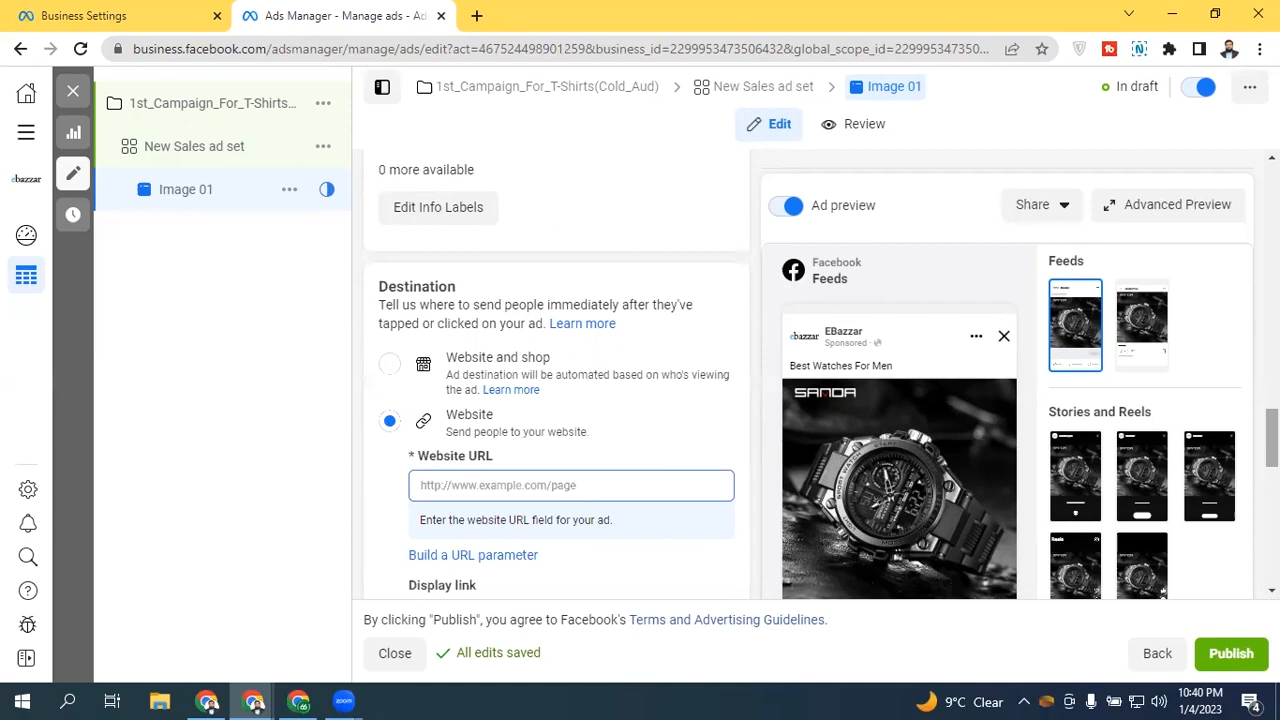 Business Settings
Ads Manager - Manage ads - Ads
business.facebook.com/adsmanager/manage/ads/edit?act=467524498901259&business_id=2299953473506432&global_scope_id=229995347350...
1st_Campaign_For_T-Shirts...
New Sales ad set
Image 01
1st_Campaign_For_T-Shirts(Cold_Aud)
New Sales ad set
Image 01
In draft
Edit
Review
0 more available
Edit Info Labels
Destination
Tell us where to send people immediately after they've
tapped or clicked on your ad. Learn more
Website and shop
Ad destination will be automated based on who's viewing
the ad. Learn more
Website
Send people to your website.
* Website URL
http://www.example.com/page
Enter the website URL field for your ad.
Build a URL parameter
Display link
Ad preview
Share
Advanced Preview
Facebook
Feeds
ebazzar
EBazzar
Sponsored ·
Best Watches For Men
SANDA
Feeds
Stories and Reels
Reels
By clicking "Publish", you agree to Facebook's Terms and Advertising Guidelines.
Close
All edits saved
Back
Publish
ebazzar
zoom
9°C Clear
10:40 PM
1/4/2023
4